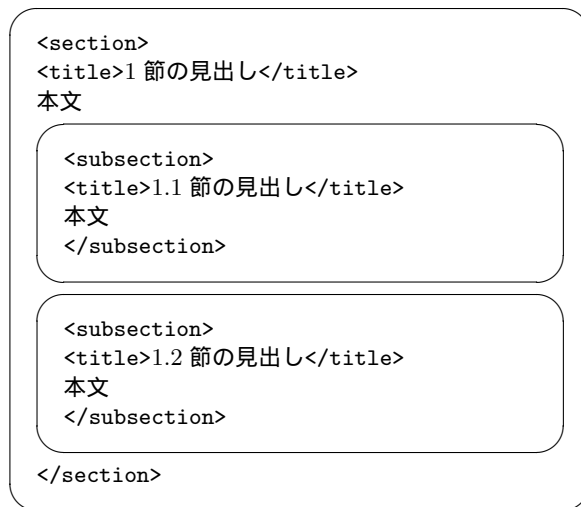 <section>
<title>1 節の見出し</title>
本文
<subsection>
<title>1.1 節の見出し</title>
本文
</subsection>
<subsection>
<title>1.2 節の見出し</title>
本文
</subsection>
</section>